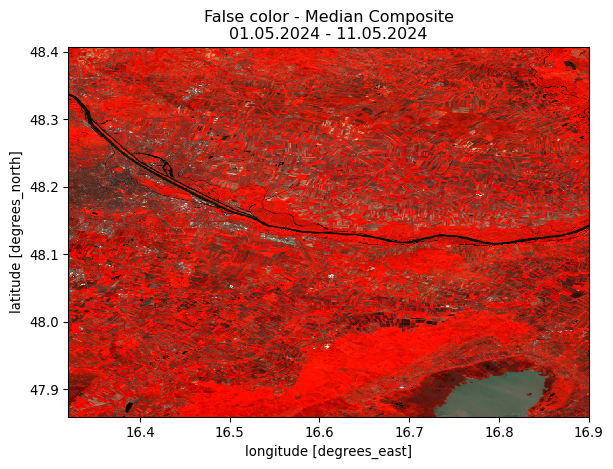 False color - Median Composite
01.05.2024 - 11.05.2024
48.4
48.3
48.2
48.1
48.0
47.9
latitude [degrees_north]
16.4 16.5 16.6 16.7 16.8 16.9
longitude [degrees_east]